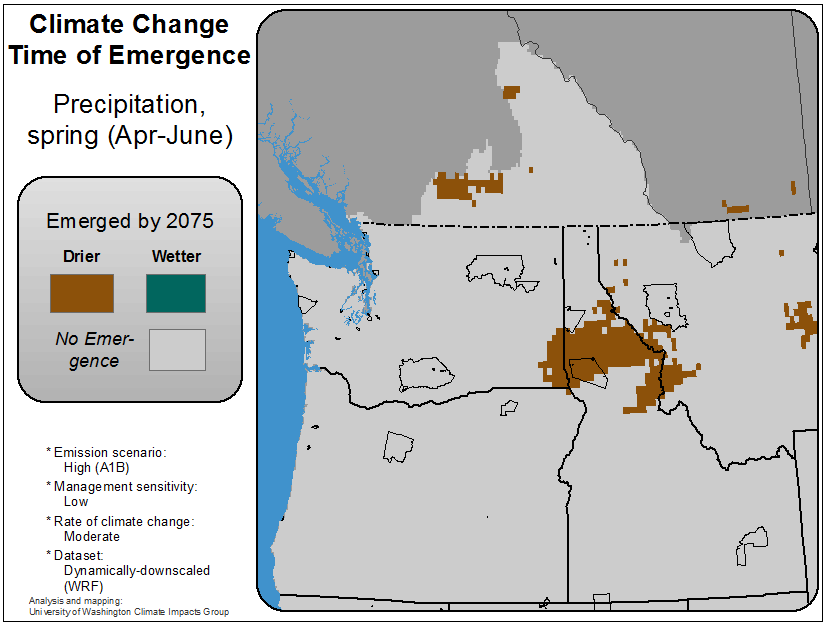 Climate Change
Time of Emergence
Precipitation,
spring (Apr-June)
Emerged by 2075
Drier Wetter
No Emer-
gence
* Emission scenario:
High (A1B)
* Management sensitivity:
Low
* Rate of climate change:
Moderate
* Dataset:
Dynamically-downscaled
(WRF)
Analysis and mapping:
University of Washington Climate Impacts Group